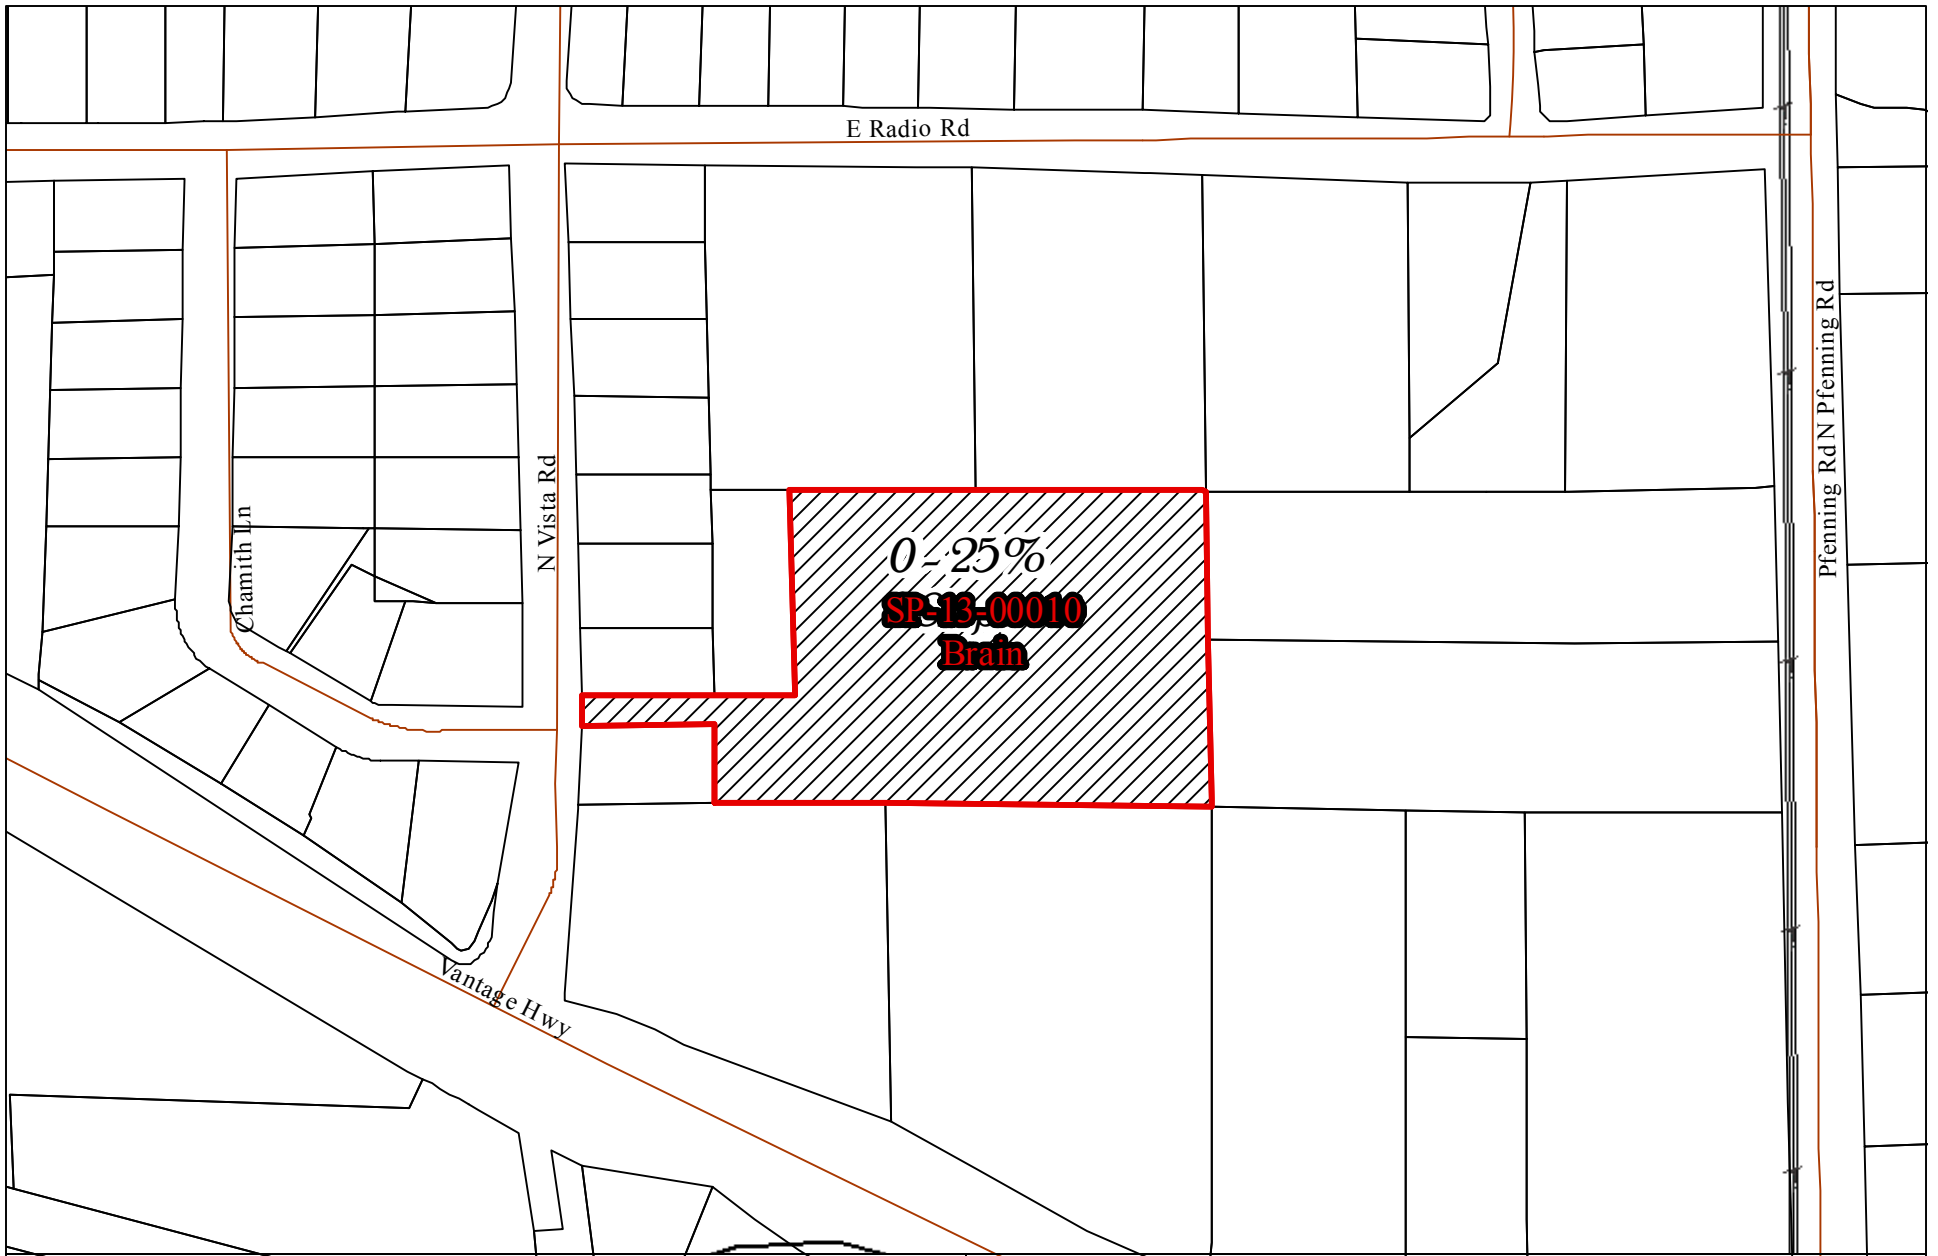 E Radio Rd
N Vista Rd
Chamith Ln
Pfenning Rd
N Pfenning Rd
0 - 25%
SP-13-00010
Brain
Vantage Hwy